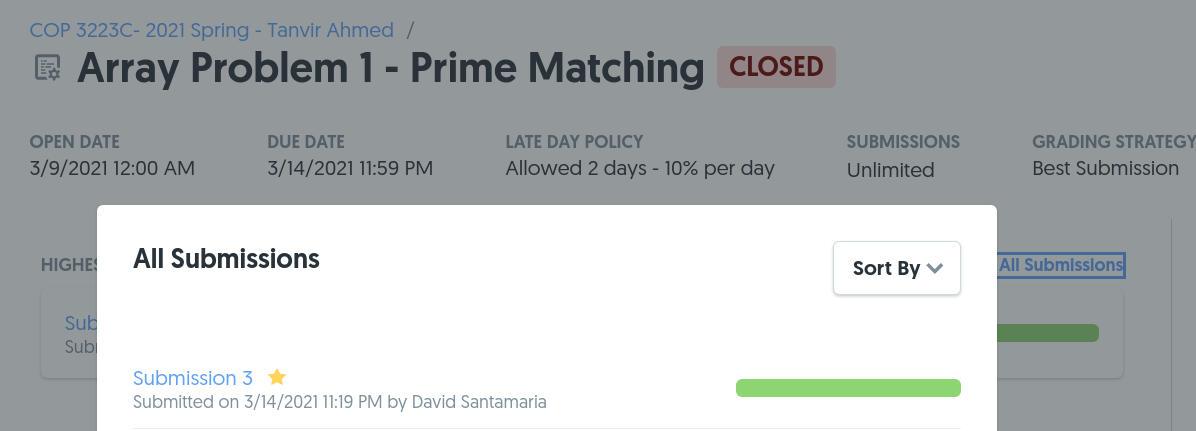 COP 3223C- 2021 Spring - Tanvir Ahmed /
Array Problem 1 - Prime Matching CLOSED
OPEN DATE DUE DATE LATE DAY POLICY SUBMISSIONS GRADING STRATEGY
3/9/2021 12:00 AM 3/14/2021 11:59 PM Allowed 2 days - 10% per day Unlimited Best Submission
HIGHES All Submissions
Sub
Subm
All Submissions
Sort By
Submission 3
Submitted on 3/14/2021 11:19 PM by David Santamaria